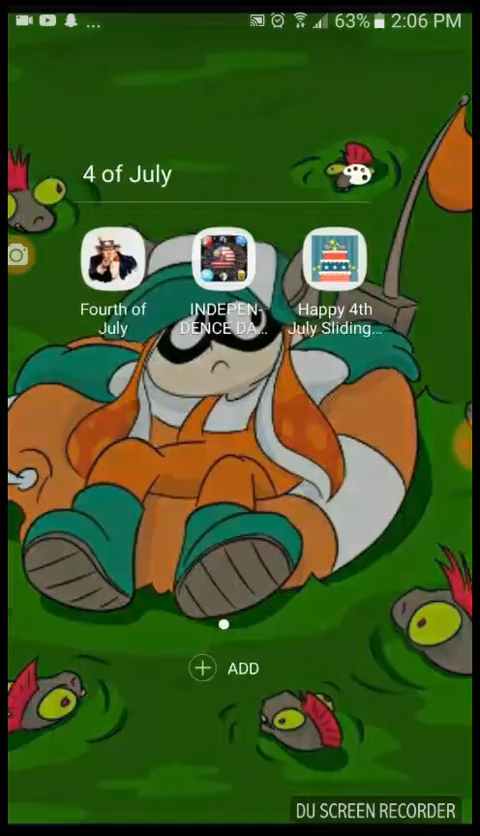 ... 63% 2:06 PM
4 of July
Fourth of
July
INDEPEN-
DENCE DA...
Happy 4th
July Sliding...
ADD
DU SCREEN RECORDER